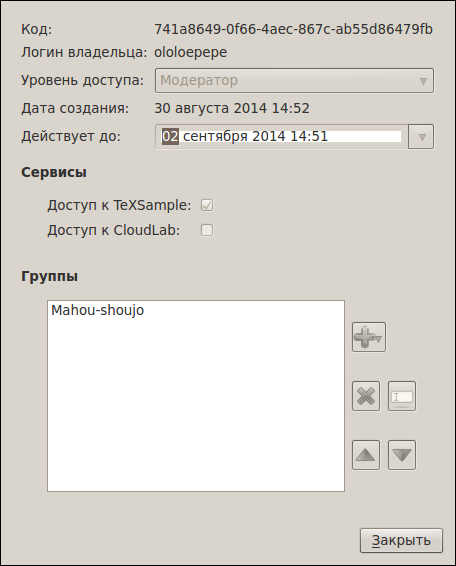 Код: 741a8649-0f66-4aec-867c-ab55d86479fb
Логин владельца: ololoepepe
Уровень доступа: Модератор
Дата создания: 30 августа 2014 14:52
Действует до: 02 сентября 2014 14:51
Сервисы
Доступ к TeXSample:
Доступ к CloudLab:
Группы
Mahou-shoujo
Закрыть